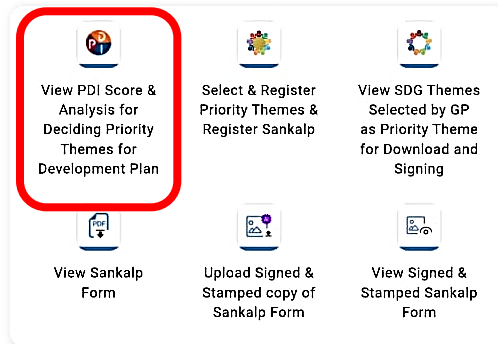 PDI
View PDI Score &
Analysis for
Deciding Priority
Themes for
Development Plan
Select & Register
Priority Themes &
Register Sankalp
View SDG Themes
Selected by GP
as Priority Theme
for Download and
Signing
PDF
View Sankalp
Form
Upload Signed &
Stamped copy of
Sankalp Form
View Signed &
Stamped Sankalp
Form